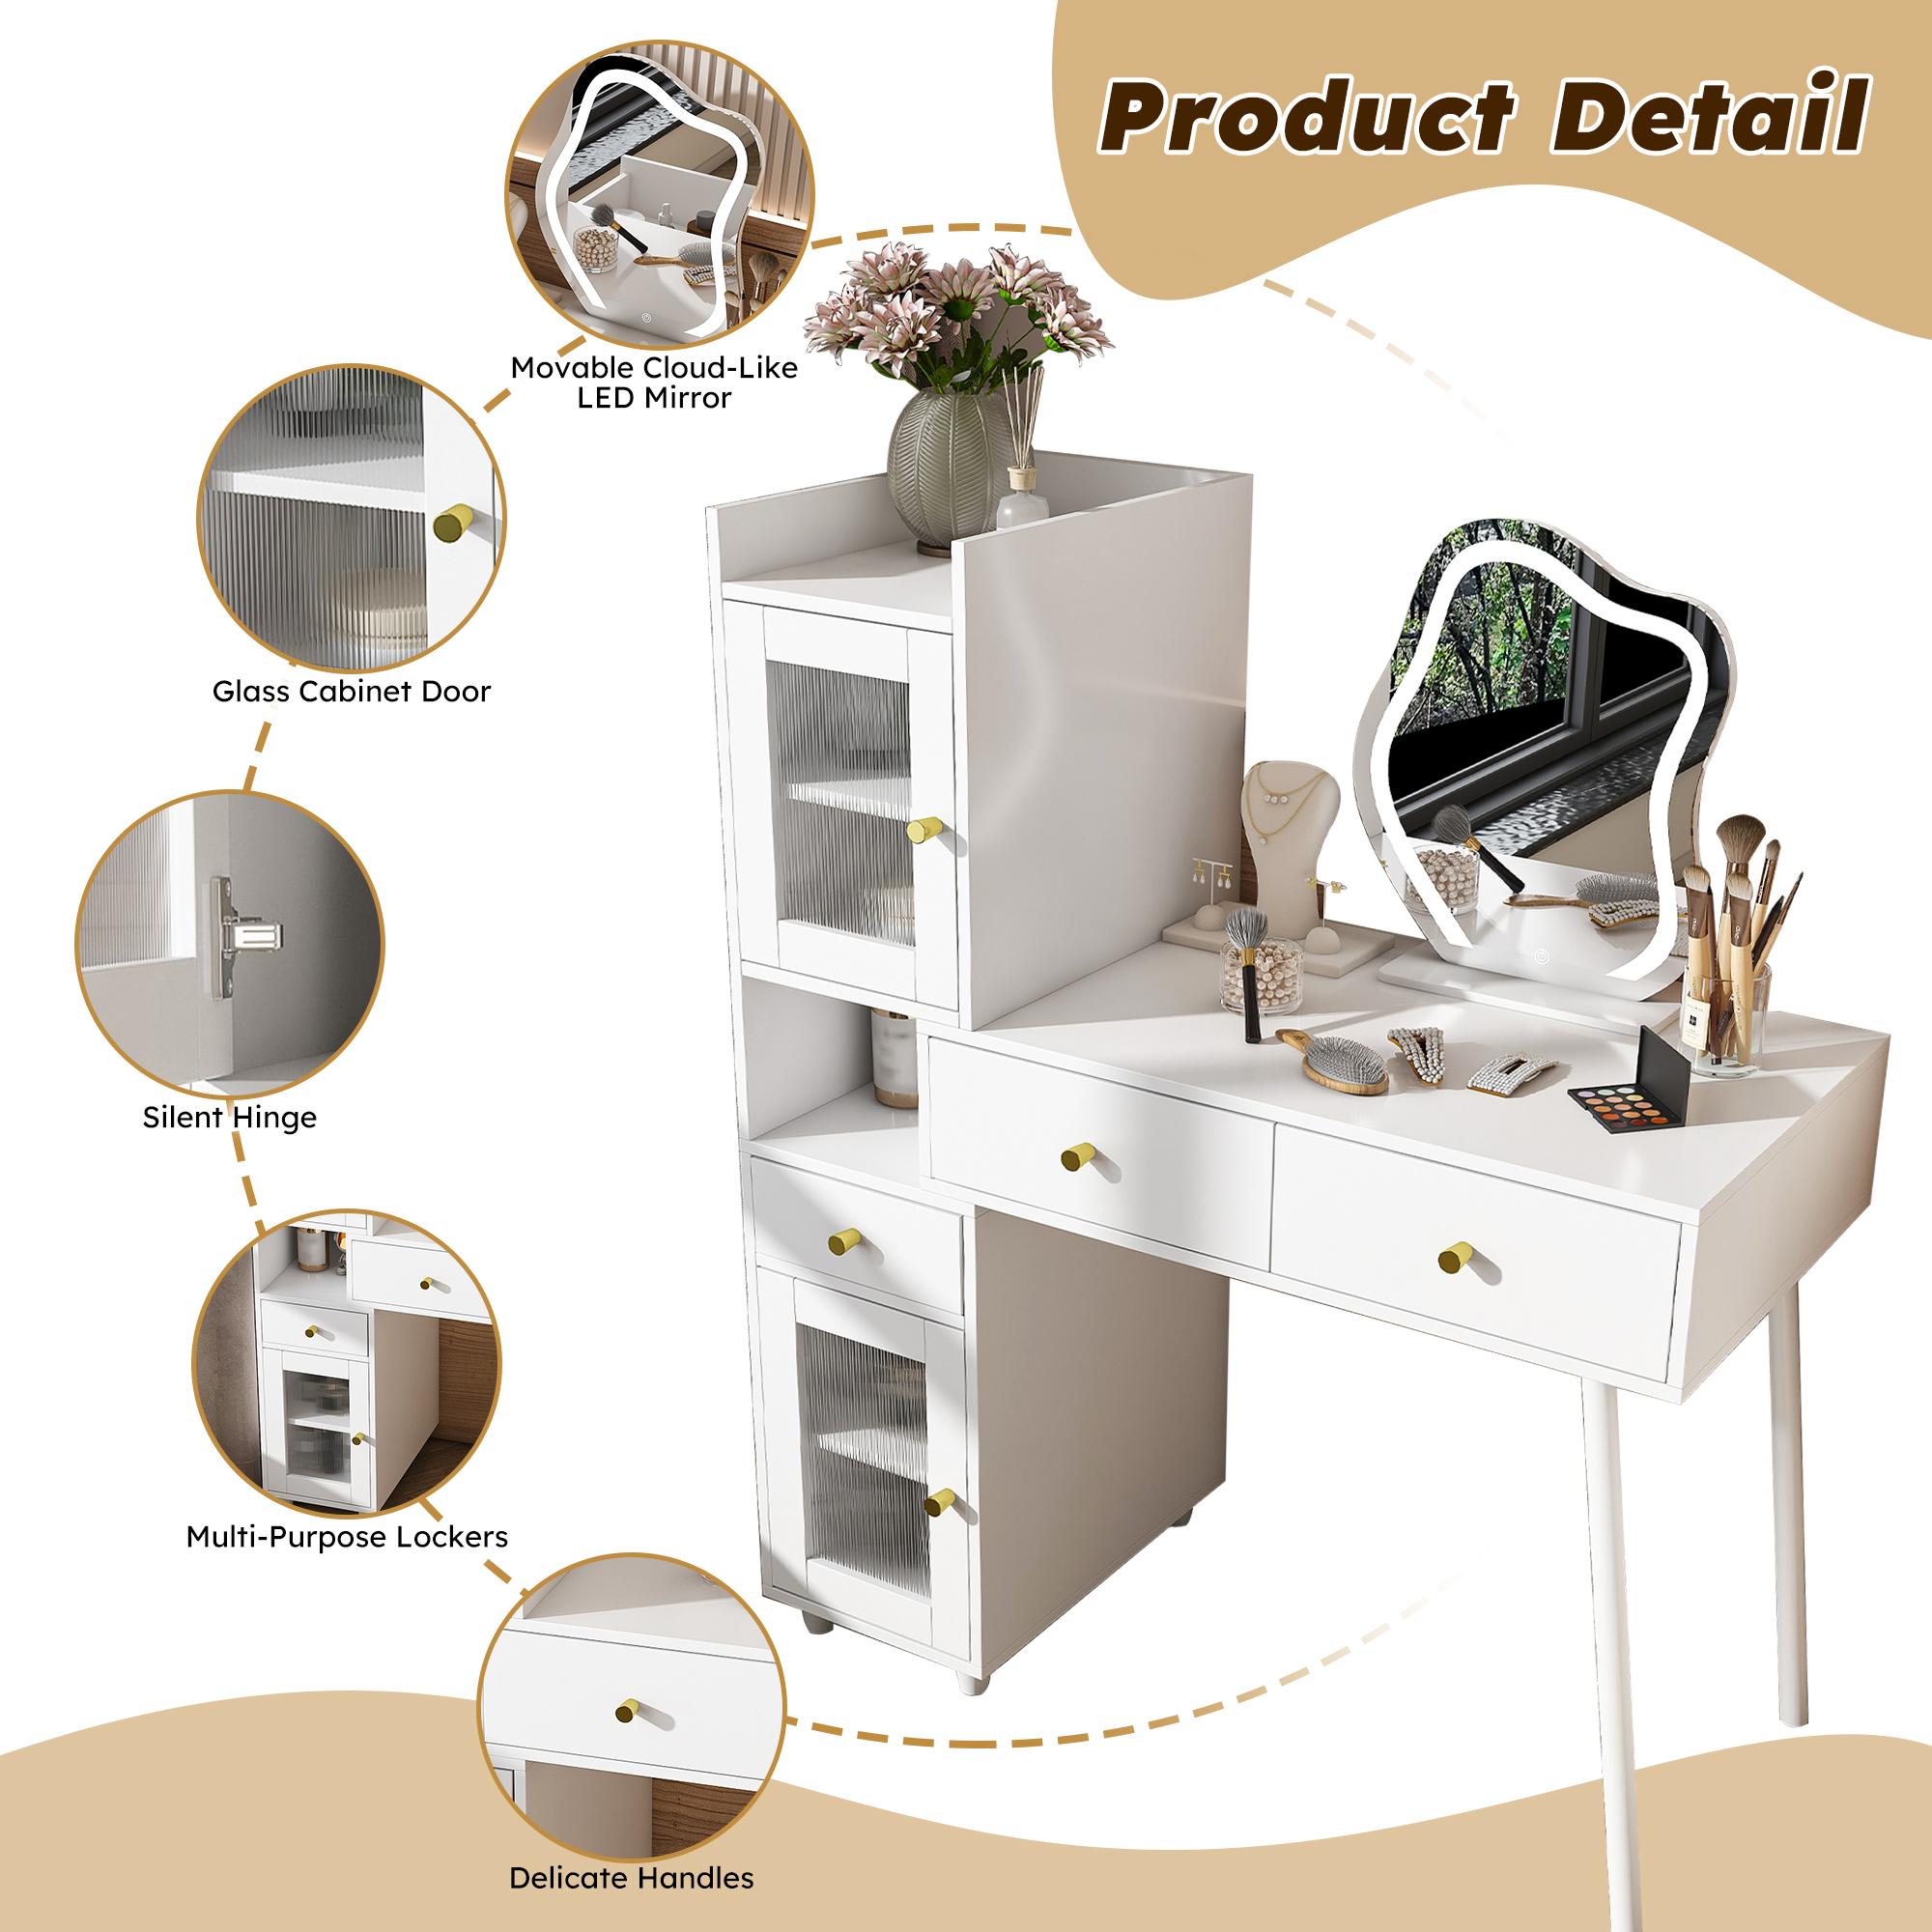 Product Detail
Movable Cloud-Like
LED Mirror
Glass Cabinet Door
Silent Hinge
Multi-Purpose Lockers
Delicate Handles